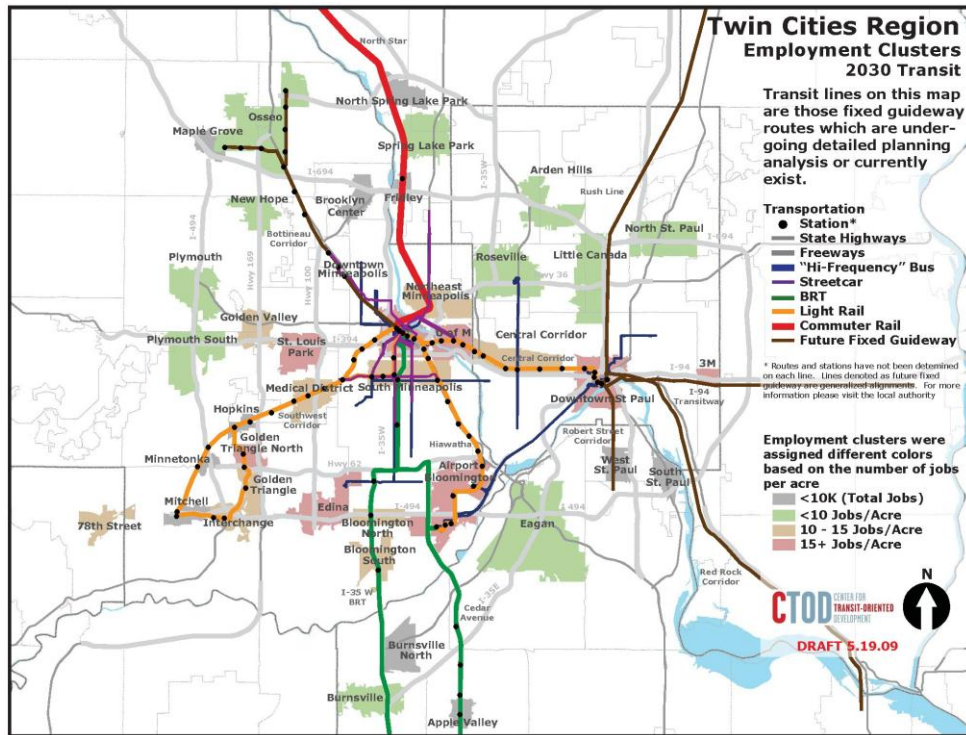 Twin Cities Region
Employment Clusters
2030 Transit
Transit lines on this map
are those fixed guideway
routes which are under-
going detailed planning
analysis or currently
exist.
Transportation
Station*
State Highways
Freeways
"Hi-Frequency" Bus
Streetcar
BRT
Light Rail
Commuter Rail
Future Fixed Guideway
* Routes and stations have not been determined
on each line. Lines denoted as future fixed
guideway are generalized alignments. For more
information please visit the local authority
Employment clusters were
assigned different colors
based on the number of jobs
per acre
<10K (Total Jobs)
<10 Jobs/Acre
10 - 15 Jobs/Acre
15+ Jobs/Acre
N
CTOD
CENTER FOR
TRANSIT-ORIENTED
DEVELOPMENT
DRAFT 5.19.09
North Star
North Spring Lake Park
Osseo
Maple Grove
Spring Lake Park
I-694
I-35W
Arden Hills
Rush Line
Fridley
Brooklyn
Center
New Hope
I-494
Bottineau
Corridor
North St. Paul
I-494
Plymouth
Hwy 169
Hwy 100
Downtown
Minneapolis
Roseville
Little Canada
Hwy 36
Northeast
Minneapolis
Golden Valley
Plymouth South
St. Louis
Park
I-394
U of M
Central Corridor
Central Corridor
I-94
3M
Medical District
South Minneapolis
Downtown St Paul
I-94
Transitway
Hopkins
Southwest
Corridor
Golden
Triangle North
I-35W
Hiawatha
Robert Street
Corridor
Minnetonka
Hwy 62
Airport
Bloomington
West
St. Paul
South
St. Paul
Golden
Triangle
Mitchell
Interchange
78th Street
Edina
I-494
Bloomington
North
Eagan
I 494
Bloomington
South
Red Rock
Corridor
I-35 W
BRT
I-35E
Cedar
Avenue
Burnsville
North
Burnsville
Apple Valley